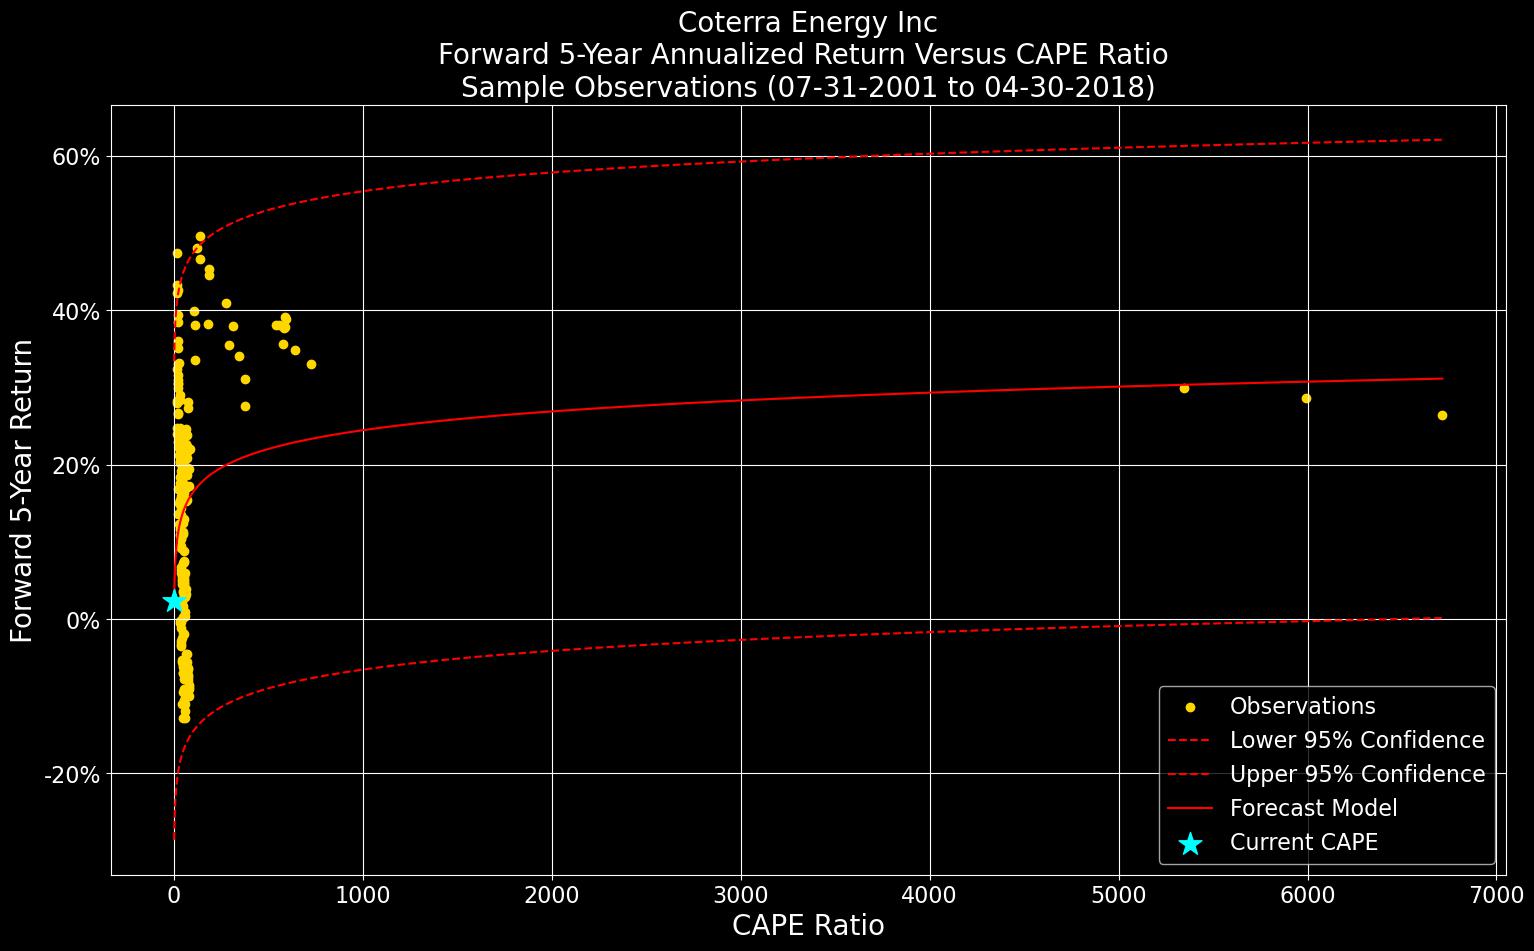 Coterra Energy Inc
Forward 5-Year Annualized Return Versus CAPE Ratio
Sample Observations (07-31-2001 to 04-30-2018)
60%
40%
20%
0%
-20%
Forward 5-Year Return
Observations
Lower 95% Confidence
Upper 95% Confidence
Forecast Model
Current CAPE
0 1000 2000 3000 4000 5000 6000 7000
CAPE Ratio